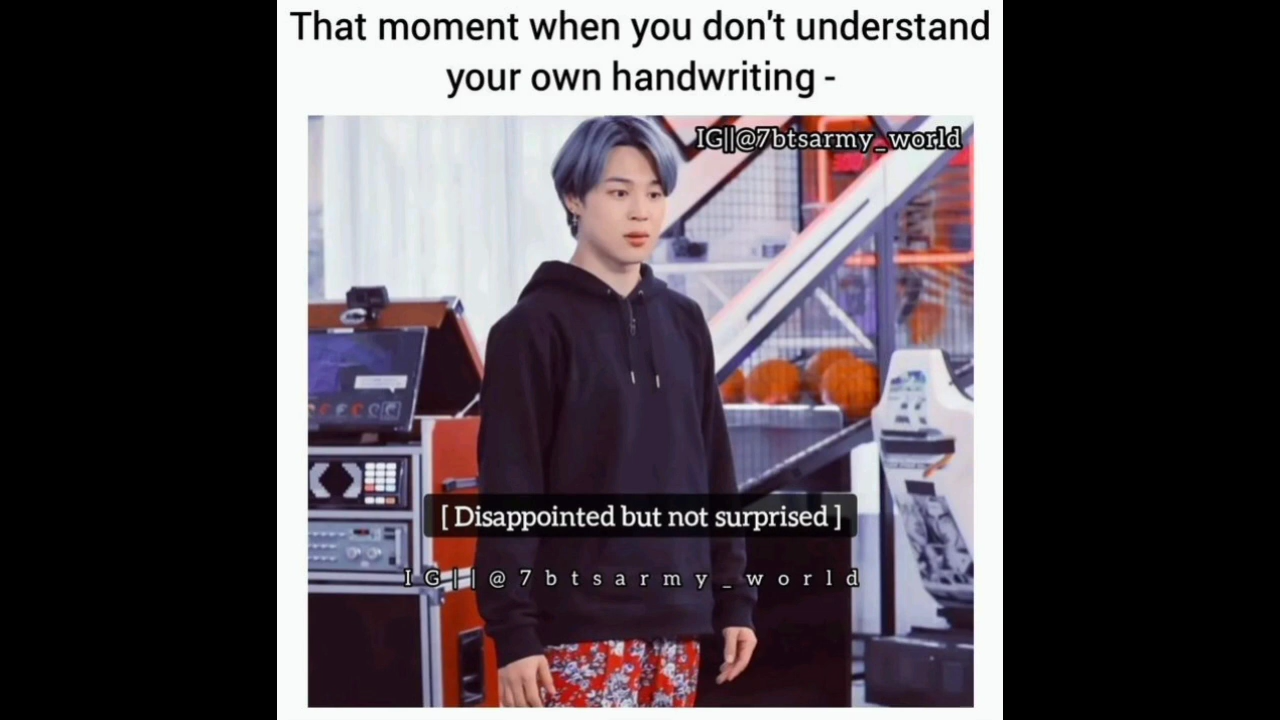 That moment when you don't understand
your own handwriting -
IG||@7btsarmy_world
[ Disappointed but not surprised ]
IG||@7btsarmy_world